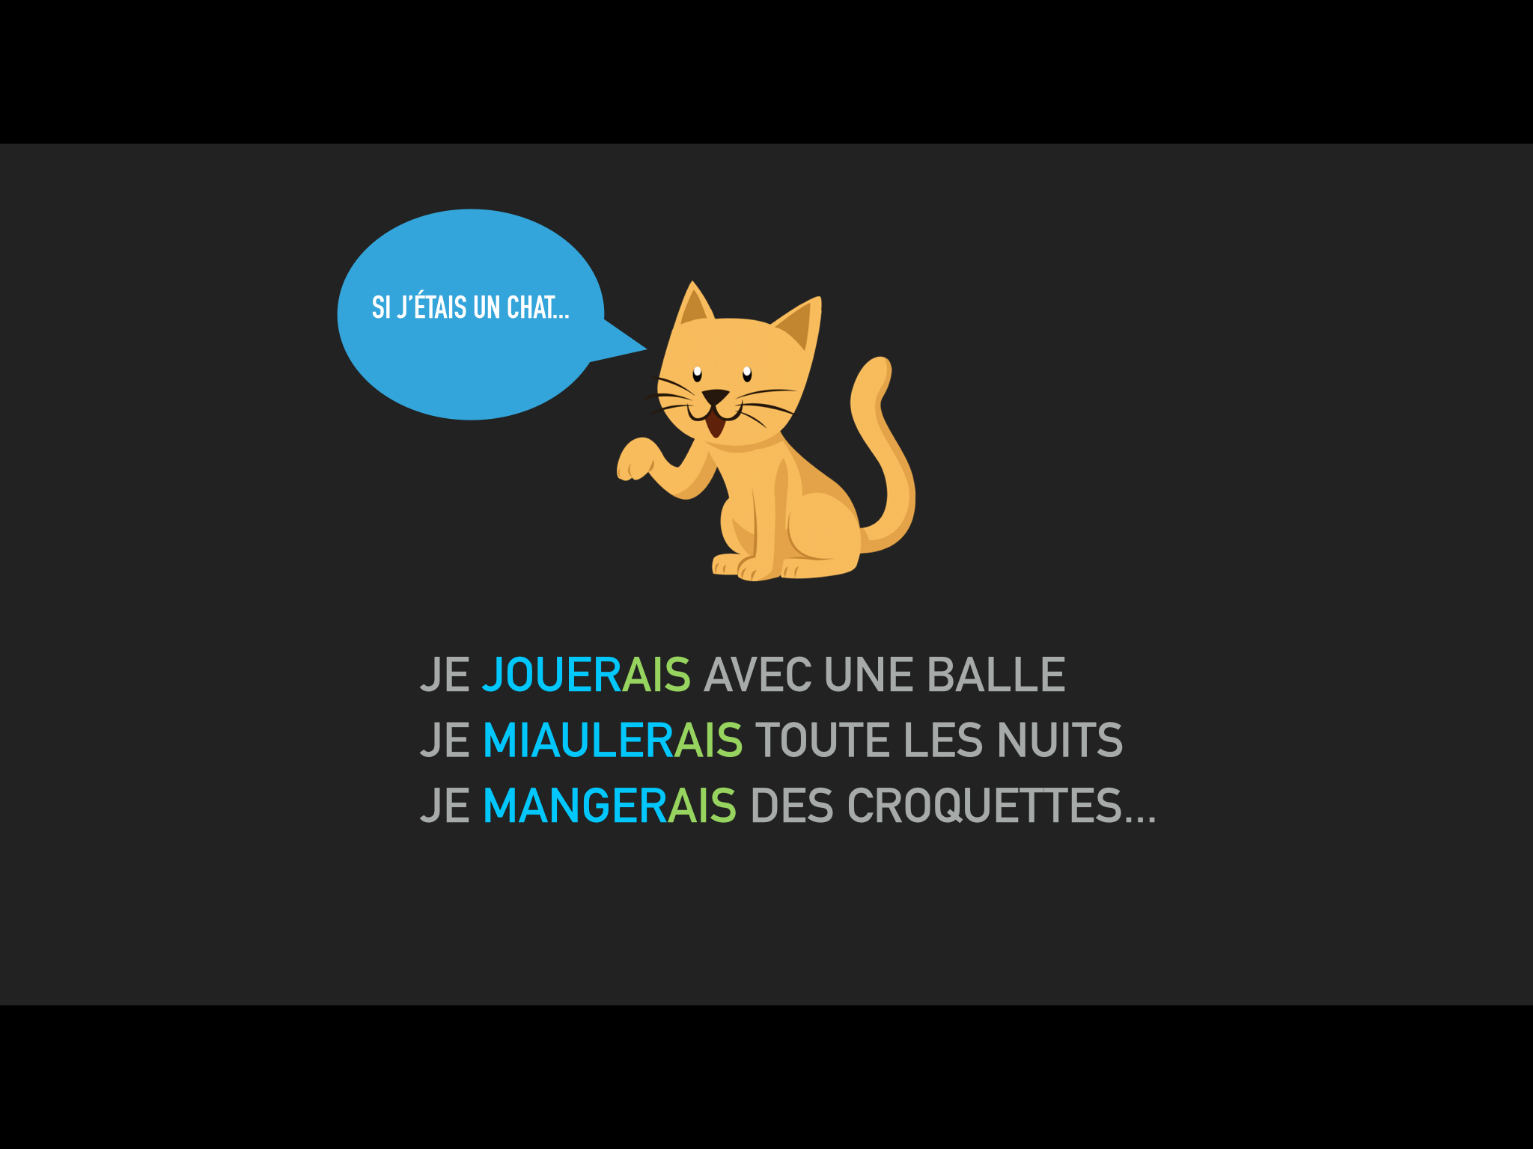 SI J'ÉTAIS UN CHAT...
JE JOUERAIS AVEC UNE BALLE
JE MIAULERAIS TOUTE LES NUITS
JE MANGERAIS DES CROQUETTES...